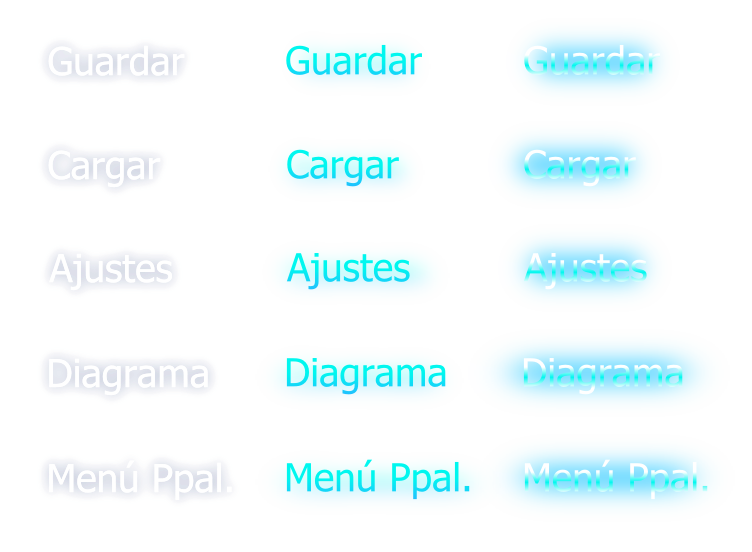 Guardar Guardar Guardar
Cargar Cargar Cargar
Ajustes Ajustes Ajustes
Diagrama Diagrama Diagrama
Menú Ppal. Menú Ppal. Menú Ppal.